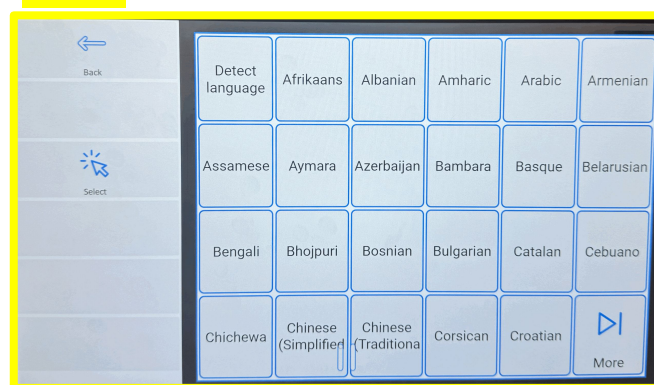 Back
Select
Detect language
Afrikaans
Albanian
Amharic
Arabic
Armenian
Assamese
Aymara
Azerbaijan
Bambara
Basque
Belarusian
Bengali
Bhojpuri
Bosnian
Bulgarian
Catalan
Cebuano
Chichewa
Chinese (Simplified
Chinese (Traditiona
Corsican
Croatian
More